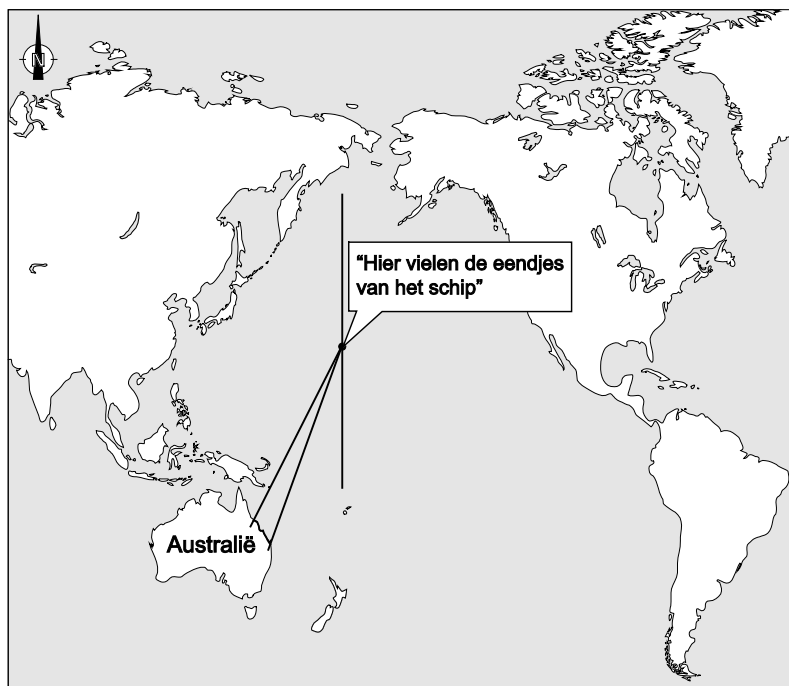 N
“Hier vielen de eendjes
van het schip”
Australië